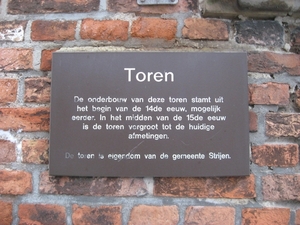 Toren
De onderbouw van deze toren stamt uit
het begin van de 14de eeuw, mogelijk
eerder. In het midden van de 15de eeuw
is de toren vergroot tot de huidige
afmetingen.
De toren is eigendom van de gemeente Strijen.